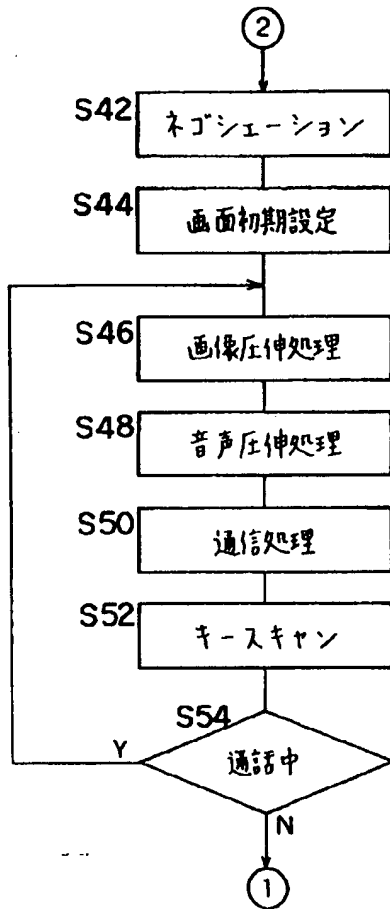 2
S42
ネゴシェーション
S44
画面初期設定
S46
画像圧伸処理
S48
音声圧伸処理
S50
通信処理
S52
キースキャン
S54
通話中
Y
N
1